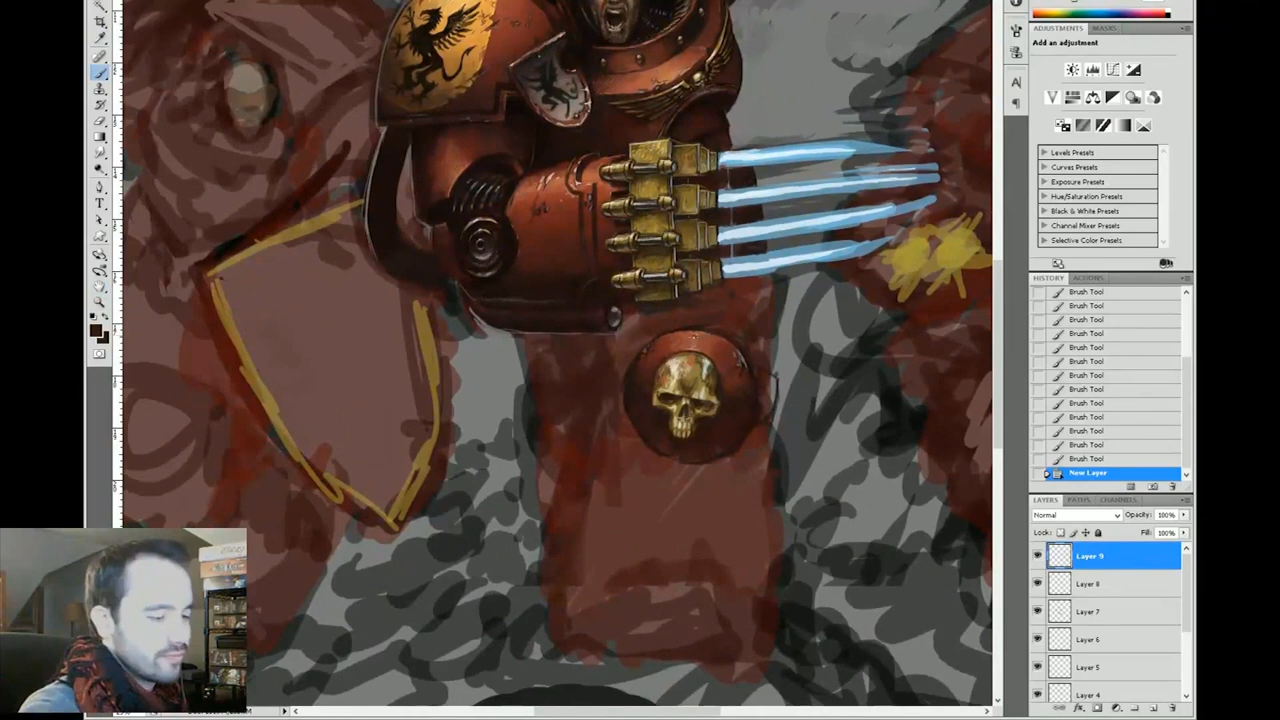 ADJUSTMENTS MASKS
Add an adjustment
Levels Presets
Curves Presets
Exposure Presets
Hue/Saturation Presets
Black & White Presets
Channel Mixer Presets
Selective Color Presets
HISTORY ACTIONS
Brush Tool
Brush Tool
Brush Tool
Brush Tool
Brush Tool
Brush Tool
Brush Tool
Brush Tool
Brush Tool
Brush Tool
Brush Tool
Brush Tool
Brush Tool
New Layer
LAYERS PATHS CHANNELS
Normal Opacity: 100%
Lock: Fill: 100%
Layer 9
Layer 8
Layer 7
Layer 6
Layer 5
Layer 4